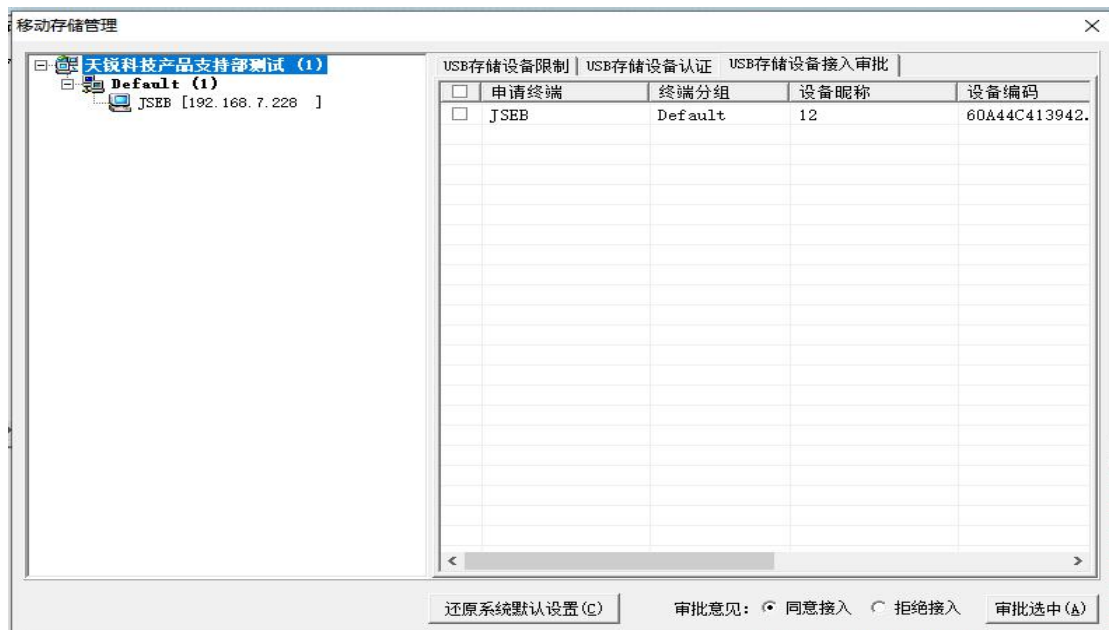 移动存储管理
天锐科技产品支持部测试 (1)
Default (1)
JSEB [192.168.7.228 ]
USB存储设备限制 USB存储设备认证 USB存储设备接入审批
申请终端 终端分组 设备昵称 设备编码
JSEB Default 12 60A44C413942.
还原系统默认设置(C) 审批意见: 同意接入 拒绝接入 审批选中(A)